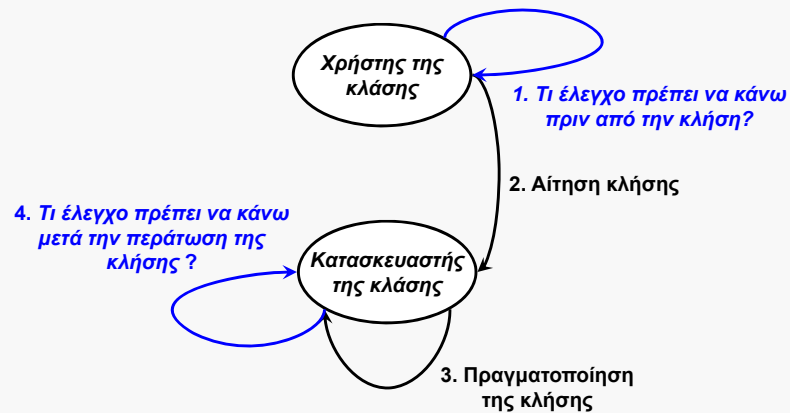 Χρήστης της
κλάσης
1. Τι έλεγχο πρέπει να κάνω
πριν από την κλήση?
2. Αίτηση κλήσης
4. Τι έλεγχο πρέπει να κάνω
μετά την περάτωση της
κλήσης ?
Κατασκευαστής
της κλάσης
3. Πραγματοποίηση
της κλήσης